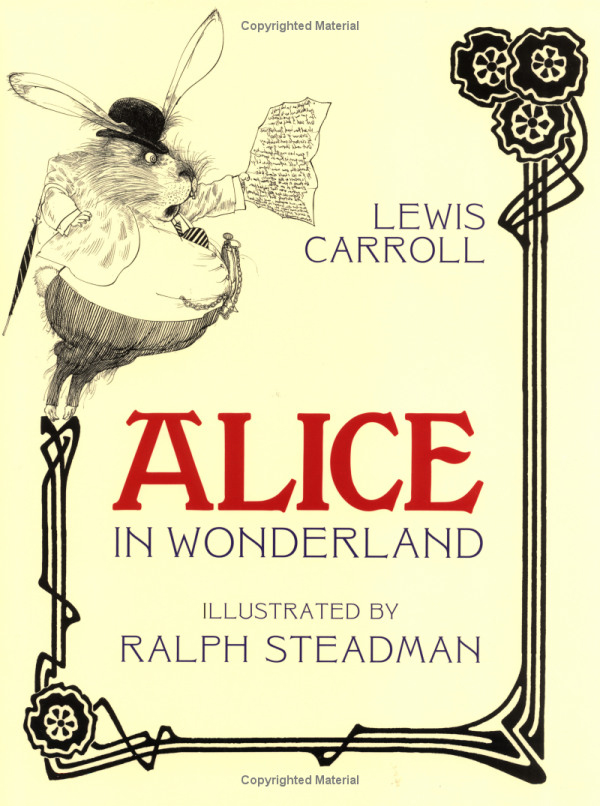 Copyrighted Material
LEWIS
CARROLL
ALICE
IN WONDERLAND
ILLUSTRATED BY
RALPH STEADMAN
Copyrighted Material